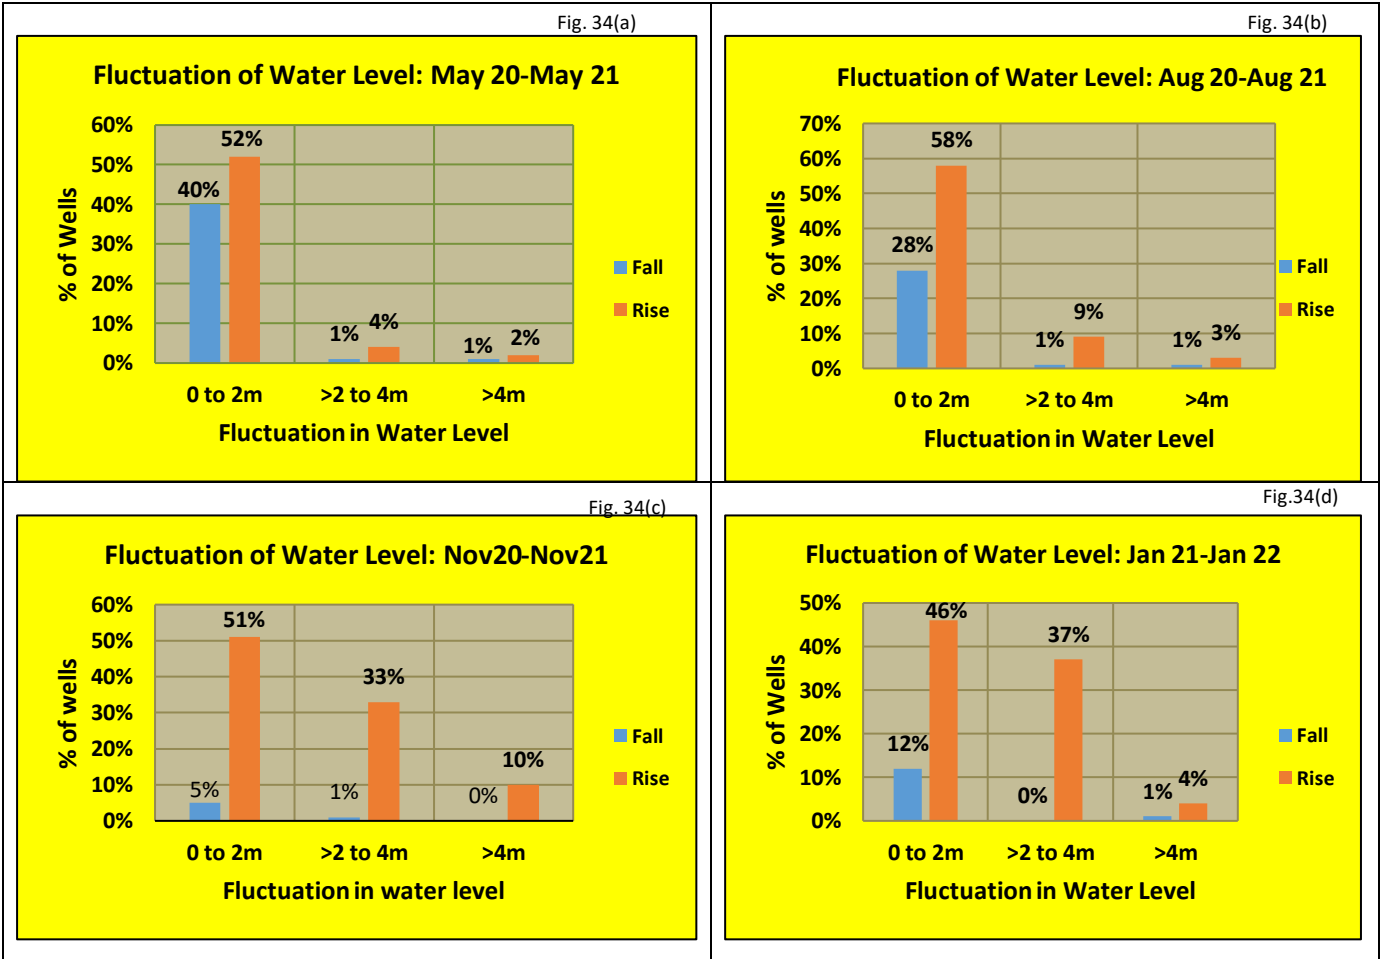 Fig. 34(a)
Fluctuation of Water Level: May 20-May 21
60%
50%
40%
30%
20%
10%
0%
% of Wells
52%
40%
1%
4%
1%
2%
Fall
Rise
0 to 2m
>2 to 4m
>4m
Fluctuation in Water Level
Fig. 34(b)
Fluctuation of Water Level: Aug 20-Aug 21
70%
60%
50%
40%
30%
20%
10%
0%
% of wells
58%
28%
1%
9%
1%
3%
Fall
Rise
0 to 2m
>2 to 4m
>4m
Fluctuation in Water Level
Fig. 34(c)
Fluctuation of Water Level: Nov20-Nov21
60%
50%
40%
30%
20%
10%
0%
% of wells
51%
5%
1%
33%
0%
10%
Fall
Rise
0 to 2m
>2 to 4m
>4m
Fluctuation in water level
Fig.34(d)
Fluctuation of Water Level: Jan 21-Jan 22
50%
40%
30%
20%
10%
0%
% of Wells
46%
12%
0%
37%
1%
4%
Fall
Rise
0 to 2m
>2 to 4m
>4m
Fluctuation in Water Level